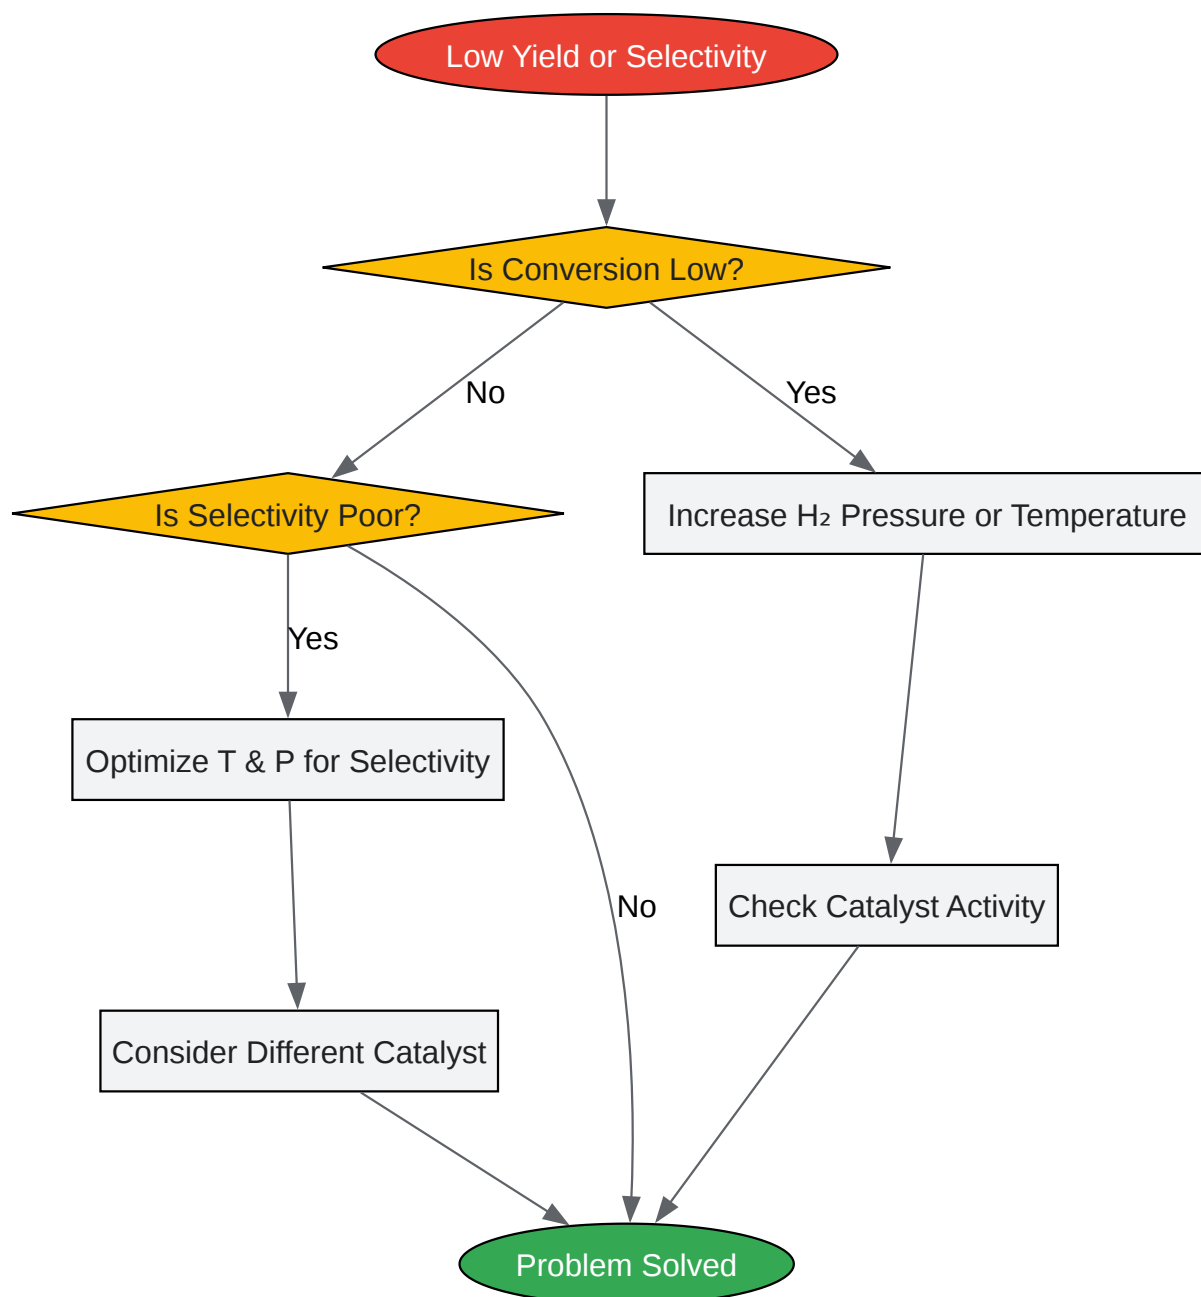 Low Yield or Selectivity
Is Conversion Low?
No
Yes
Is Selectivity Poor?
Increase H₂ Pressure or Temperature
Yes
Optimize T & P for Selectivity
No
Check Catalyst Activity
Consider Different Catalyst
Problem Solved